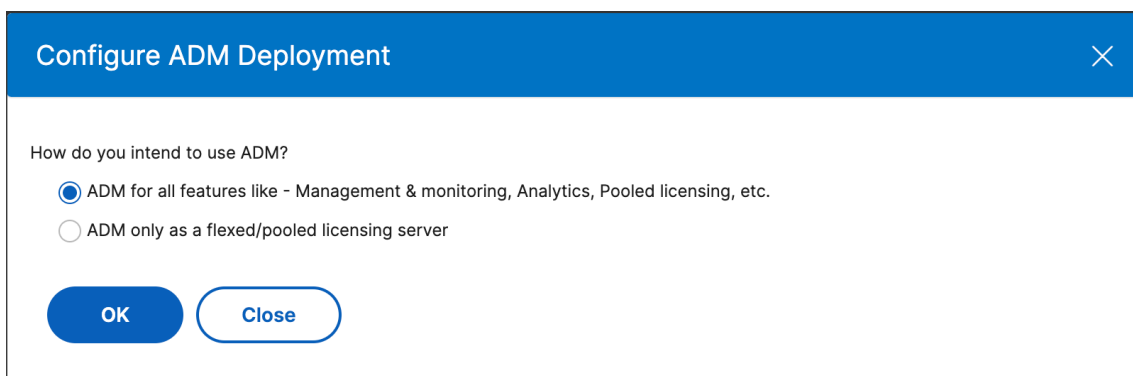 Configure ADM Deployment
How do you intend to use ADM?
ADM for all features like - Management & monitoring, Analytics, Pooled licensing, etc.
ADM only as a flexed/pooled licensing server
OK
Close